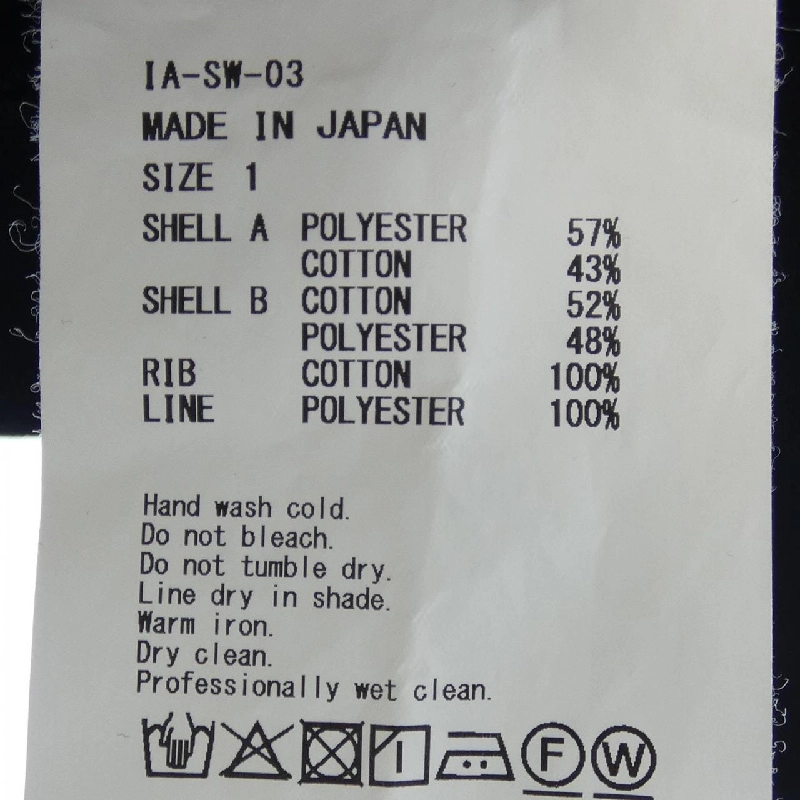 IA-SW-03
MADE IN JAPAN
SIZE 1
SHELL A POLYESTER 57%
COTTON 43%
SHELL B COTTON 52%
POLYESTER 48%
RIB COTTON 100%
LINE POLYESTER 100%
Hand wash cold.
Do not bleach.
Do not tumble dry.
Line dry in shade.
Warm iron.
Dry clean.
Professionally wet clean.
F W